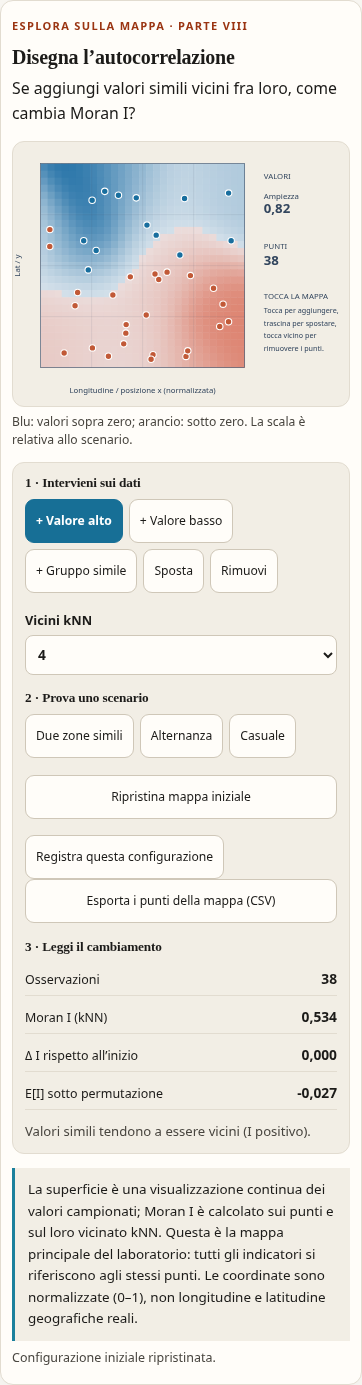 ESPLORA SULLA MAPPA · PARTE VIII
Disegna l’autocorrelazione
Se aggiungi valori simili vicini fra loro, come
cambia Moran I?
VALORI
Ampiezza
0,82
PUNTI
38
TOCCA LA MAPPA
Tocca per aggiungere,
trascina per spostare,
tocca vicino per
rimuovere i punti.
Lat / y
Longitudine / posizione x (normalizzata)
Blu: valori sopra zero; arancio: sotto zero. La scala è
relativa allo scenario.
1 · Intervieni sui dati
+ Valore alto
+ Valore basso
+ Gruppo simile
Sposta
Rimuovi
Vicini kNN
4
2 · Prova uno scenario
Due zone simili
Alternanza
Casuale
Ripristina mappa iniziale
Registra questa configurazione
Esporta i punti della mappa (CSV)
3 · Leggi il cambiamento
Osservazioni 38
Moran I (kNN) 0,534
Δ I rispetto all’inizio 0,000
E[I] sotto permutazione -0,027
Valori simili tendono a essere vicini (I positivo).
La superficie è una visualizzazione continua dei
valori campionati; Moran I è calcolato sui punti e
sul loro vicinato kNN. Questa è la mappa
principale del laboratorio: tutti gli indicatori si
riferiscono agli stessi punti. Le coordinate sono
normalizzate (0–1), non longitudine e latitudine
geografiche reali.
Configurazione iniziale ripristinata.